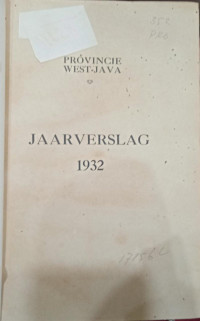 PROVINCIE
WEST-JAVA
JAARVERSLAG
1932